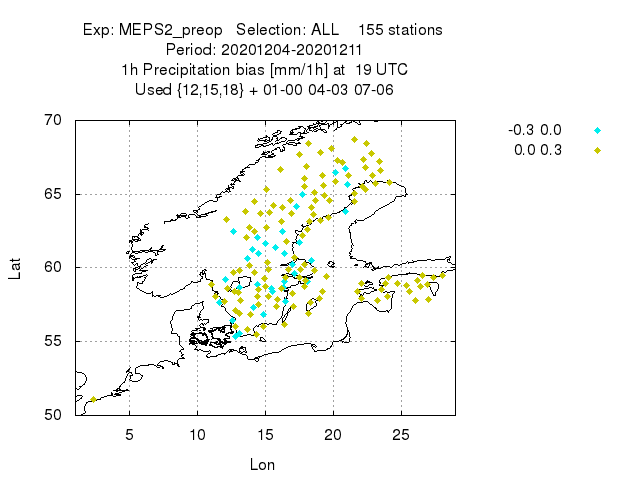 Exp: MEPS2_preop Selection: ALL 155 stations
Period: 20201204-20201211
1h Precipitation bias [mm/1h] at 19 UTC
Used {12,15,18} + 01-00 04-03 07-06
-0.3 0.0
0.0 0.3
70
65
60
55
50
Lat
5 10 15 20 25
Lon